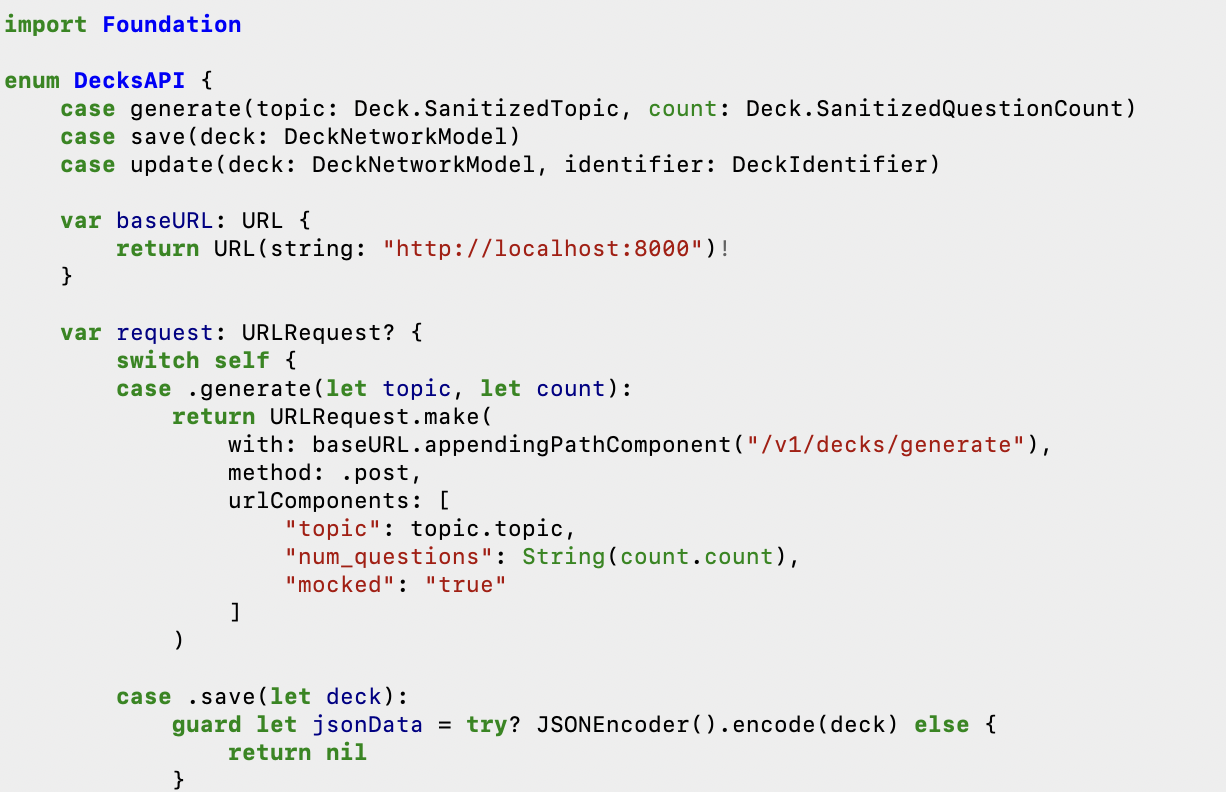 import Foundation
enum DecksAPI {
    case generate(topic: Deck.SanitizedTopic, count: Deck.SanitizedQuestionCount)
    case save(deck: DeckNetworkModel)
    case update(deck: DeckNetworkModel, identifier: DeckIdentifier)
    var baseURL: URL {
        return URL(string: "http://localhost:8000")!
    }
    var request: URLRequest? {
        switch self {
        case .generate(let topic, let count):
            return URLRequest.make(
                with: baseURL.appendingPathComponent("/v1/decks/generate"),
                method: .post,
                urlComponents: [
                    "topic": topic.topic,
                    "num_questions": String(count.count),
                    "mocked": "true"
                ]
            )
        case .save(let deck):
            guard let jsonData = try? JSONEncoder().encode(deck) else {
                return nil
            }